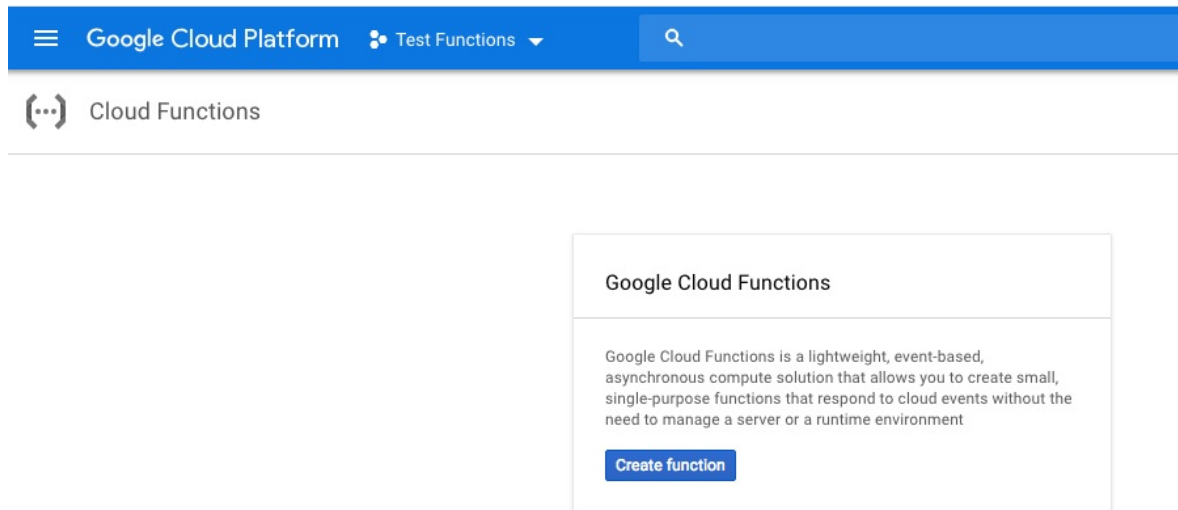 Google Cloud Platform Test Functions
Cloud Functions
Google Cloud Functions
Google Cloud Functions is a lightweight, event-based,
asynchronous compute solution that allows you to create small,
single-purpose functions that respond to cloud events without the
need to manage a server or a runtime environment
Create function